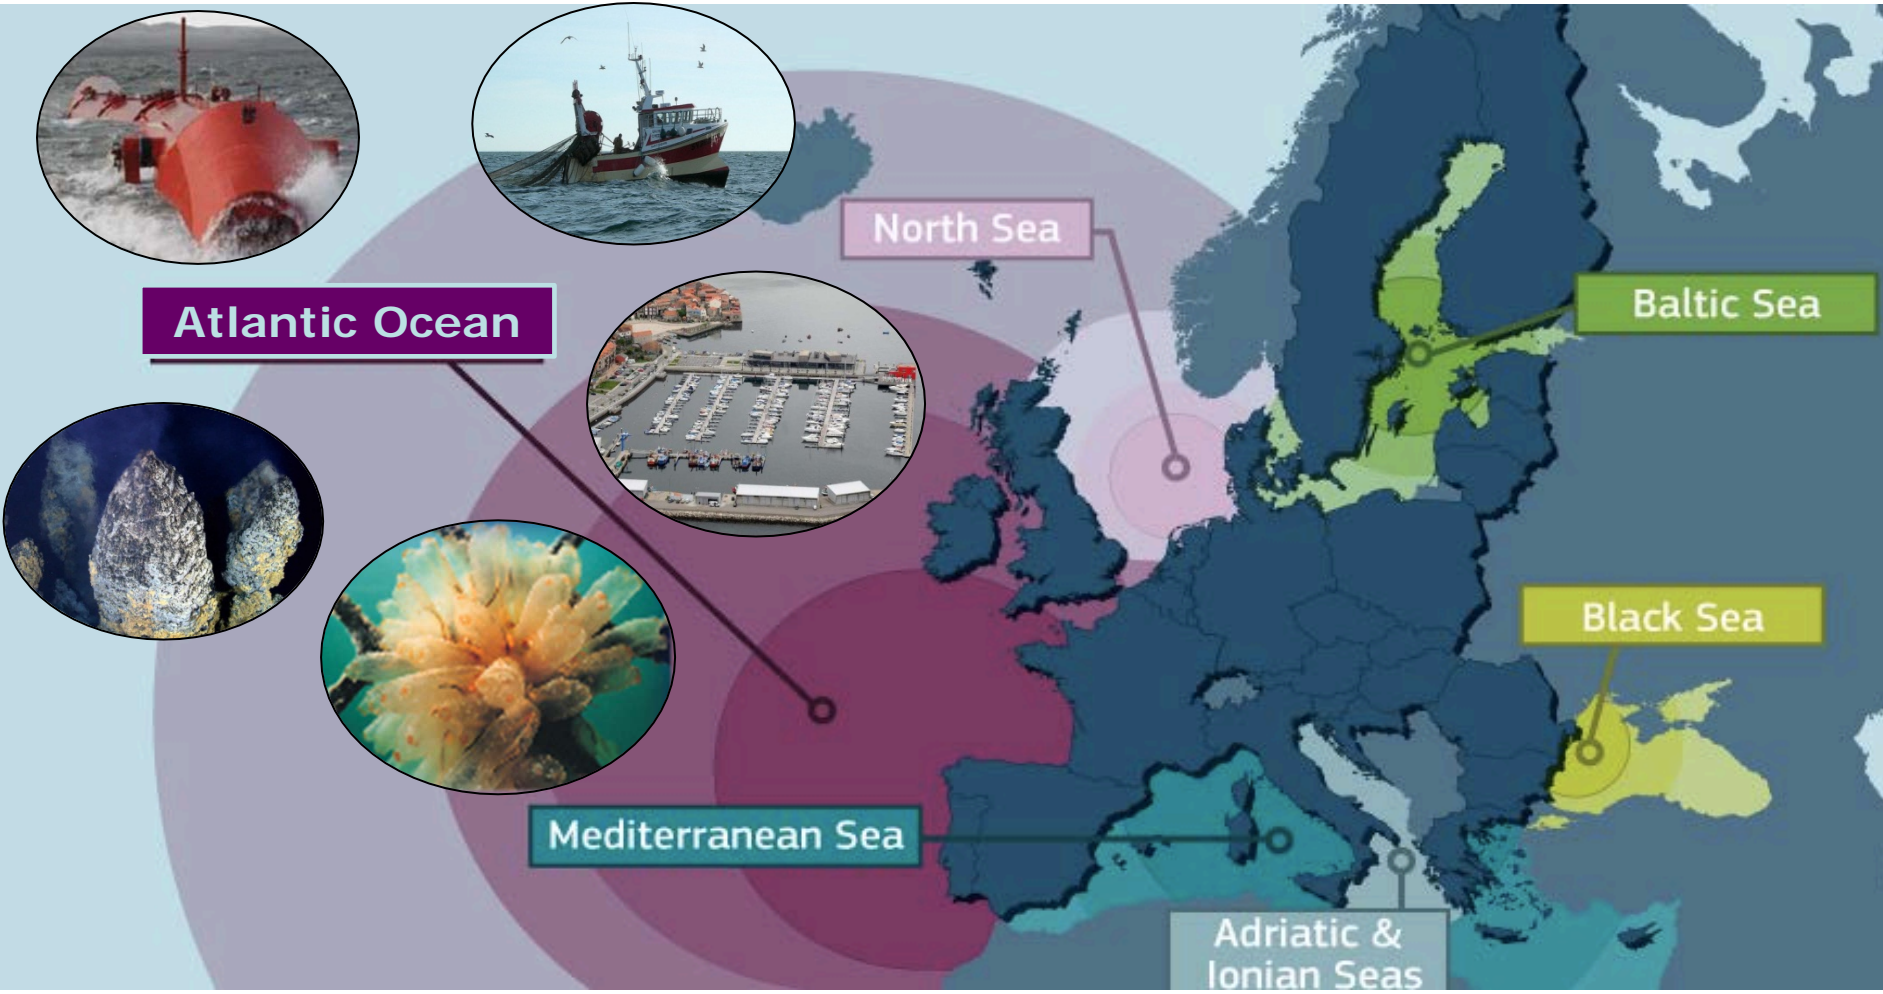 North Sea
Baltic Sea
Atlantic Ocean
Black Sea
Mediterranean Sea
Adriatic &
Ionian Seas